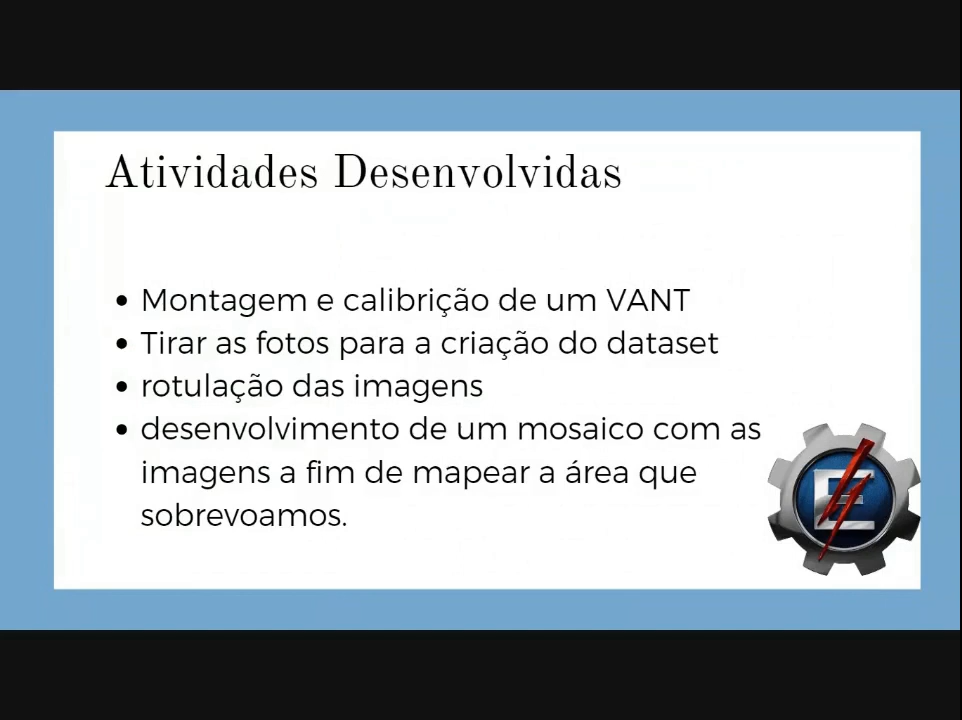 Atividades Desenvolvidas
• Montagem e calibrição de um VANT
• Tirar as fotos para a criação do dataset
• rotulação das imagens
• desenvolvimento de um mosaico com as
imagens a fim de mapear a área que
sobrevoamos.
E